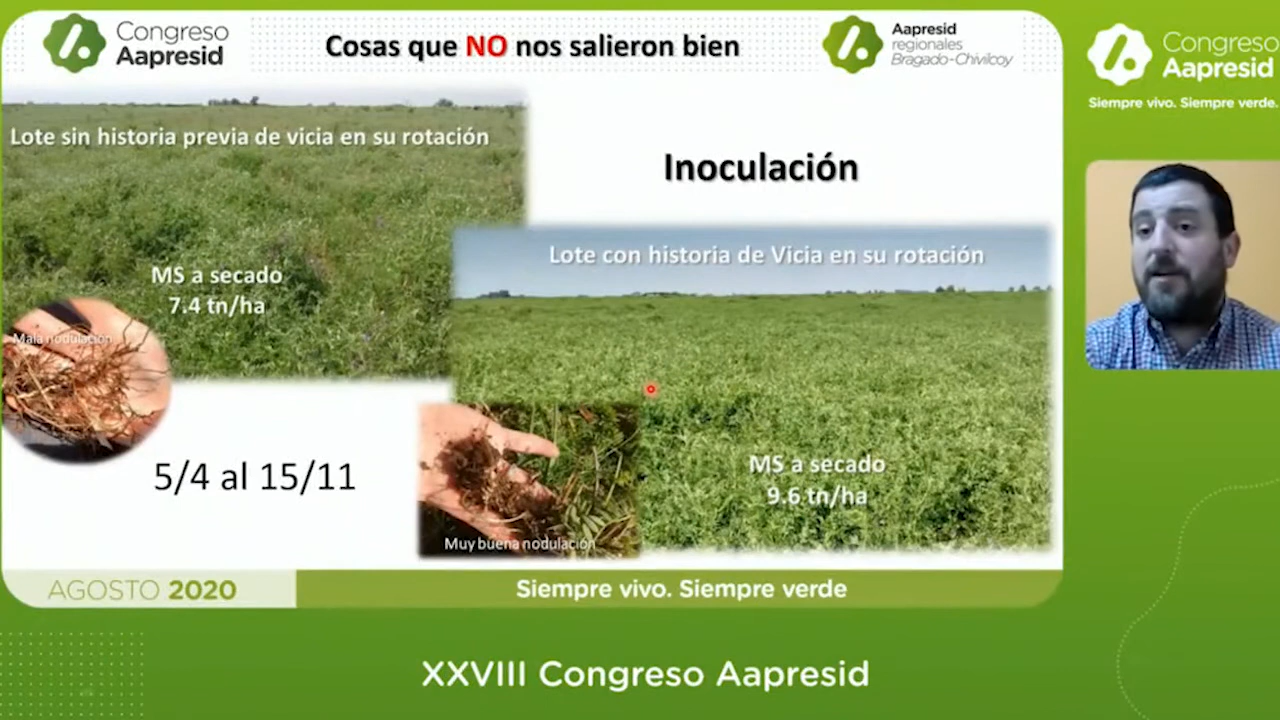 Congreso
Aapresid
Cosas que NO nos salieron bien
Aapresid
regionales
Bragado-Chivilcoy
Congreso
Aapresid
Siempre vivo. Siempre verde.
Lote sin historia previa de vicia en su rotación
Inoculación
Lote con historia de Vicia en su rotación
MS a secado
7.4 tn/ha
Mala nodulación
MS a secado
9.6 tn/ha
5/4 al 15/11
Muy buena nodulación
AGOSTO 2020
Siempre vivo. Siempre verde
XXVIII Congreso Aapresid